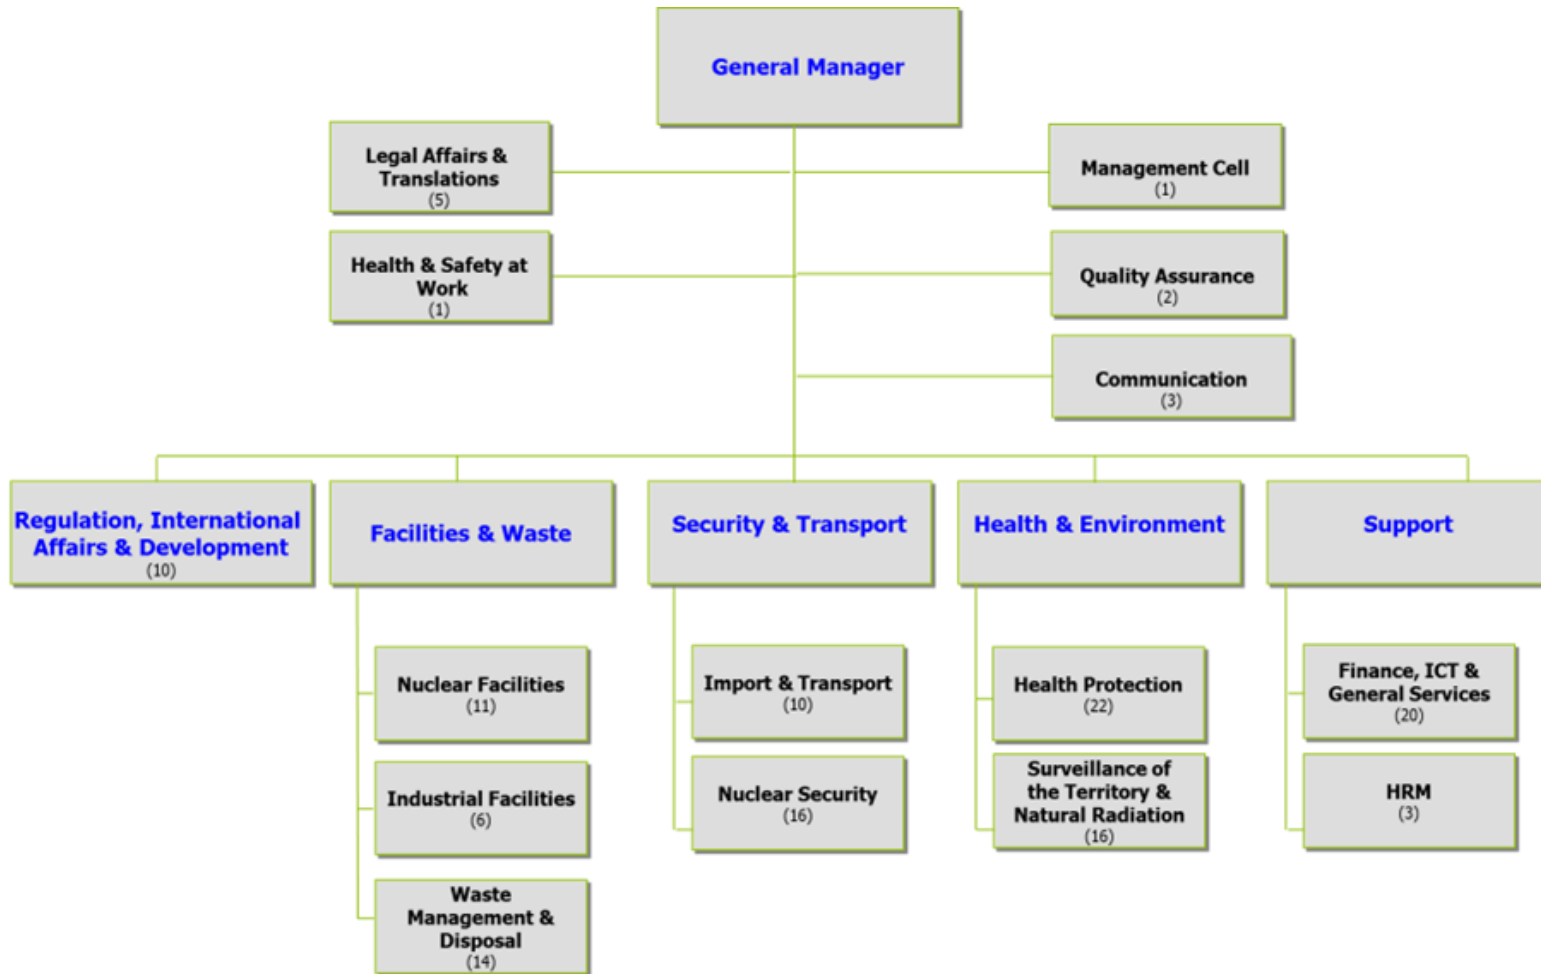 General Manager
Legal Affairs &
Translations
(5)
Management Cell
(1)
Health & Safety at
Work
(1)
Quality Assurance
(2)
Communication
(3)
Regulation, International
Affairs & Development
(10)
Facilities & Waste
Security & Transport
Health & Environment
Support
Nuclear Facilities
(11)
Industrial Facilities
(6)
Waste
Management &
Disposal
(14)
Import & Transport
(10)
Nuclear Security
(16)
Health Protection
(22)
Surveillance of
the Territory &
Natural Radiation
(16)
Finance, ICT &
General Services
(20)
HRM
(3)